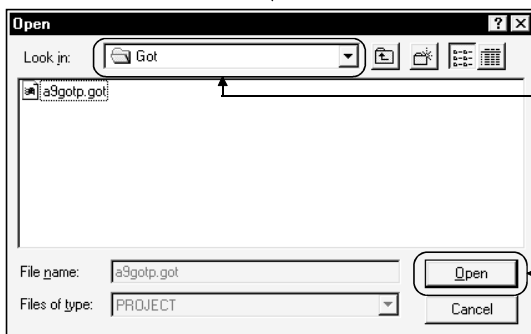 Open
Look in: Got
a9gotp.got
File name: a9gotp.got
Open
Files of type: PROJECT
Cancel